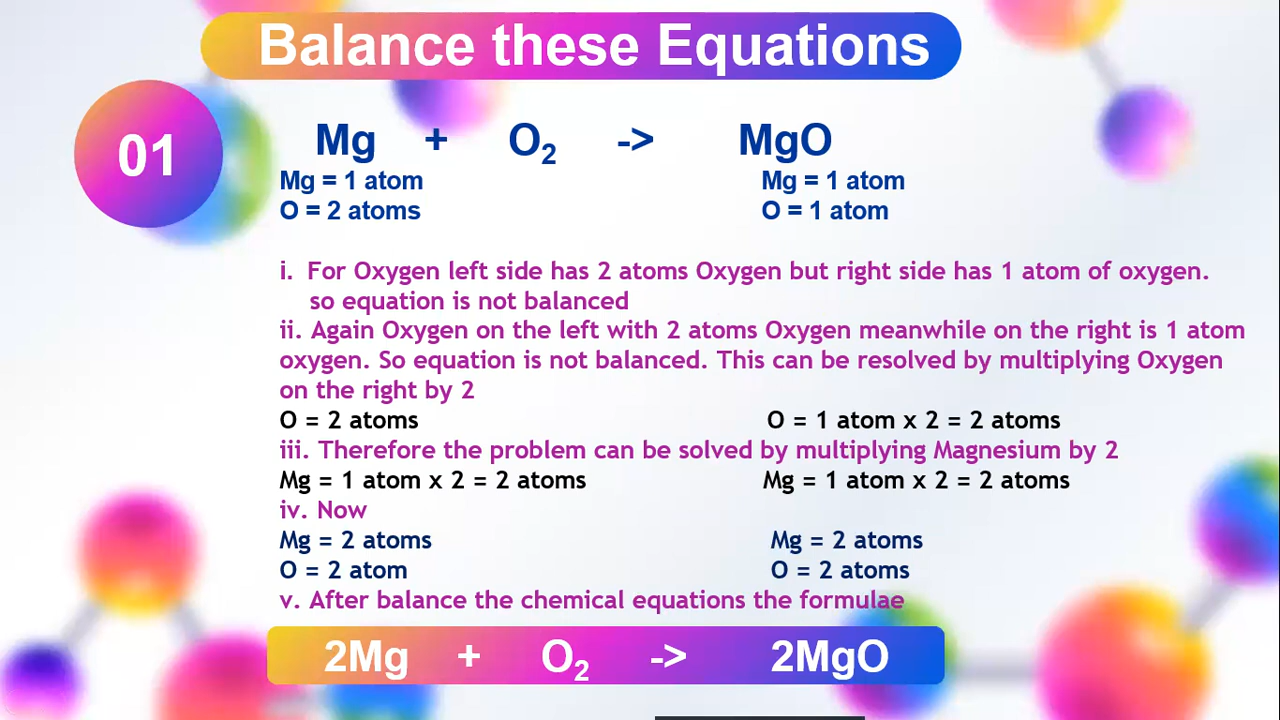 Balance these Equations
01
Mg + O₂ -> MgO
Mg = 1 atom Mg = 1 atom
O = 2 atoms O = 1 atom
i. For Oxygen left side has 2 atoms Oxygen but right side has 1 atom of oxygen.
so equation is not balanced
ii. Again Oxygen on the left with 2 atoms Oxygen meanwhile on the right is 1 atom
oxygen. So equation is not balanced. This can be resolved by multiplying Oxygen
on the right by 2
O = 2 atoms O = 1 atom x 2 = 2 atoms
iii. Therefore the problem can be solved by multiplying Magnesium by 2
Mg = 1 atom x 2 = 2 atoms Mg = 1 atom x 2 = 2 atoms
iv. Now
Mg = 2 atoms Mg = 2 atoms
O = 2 atom O = 2 atoms
v. After balance the chemical equations the formulae
2Mg + O₂ -> 2MgO